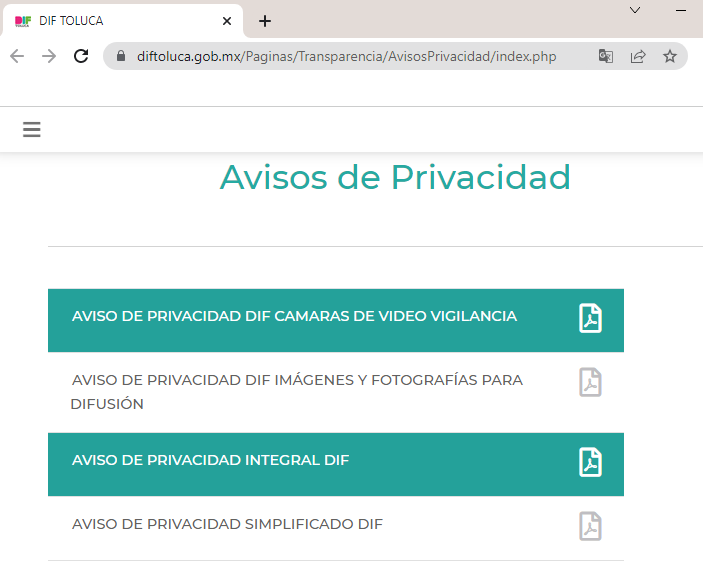 DIF
TOLUCA
DIF TOLUCA
diftoluca.gob.mx/Paginas/Transparencia/AvisosPrivacidad/index.php
Avisos de Privacidad
AVISO DE PRIVACIDAD DIF CAMARAS DE VIDEO VIGILANCIA
AVISO DE PRIVACIDAD DIF IMÁGENES Y FOTOGRAFÍAS PARA
DIFUSIÓN
AVISO DE PRIVACIDAD INTEGRAL DIF
AVISO DE PRIVACIDAD SIMPLIFICADO DIF